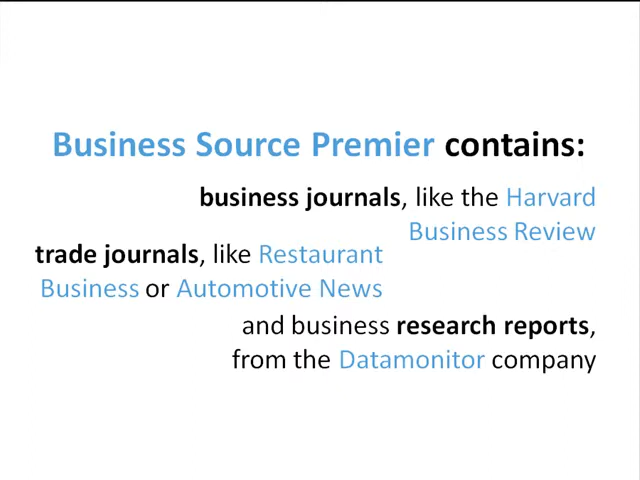 Business Source Premier contains:
business journals, like the Harvard
Business Review
trade journals, like Restaurant
Business or Automotive News
and business research reports,
from the Datamonitor company